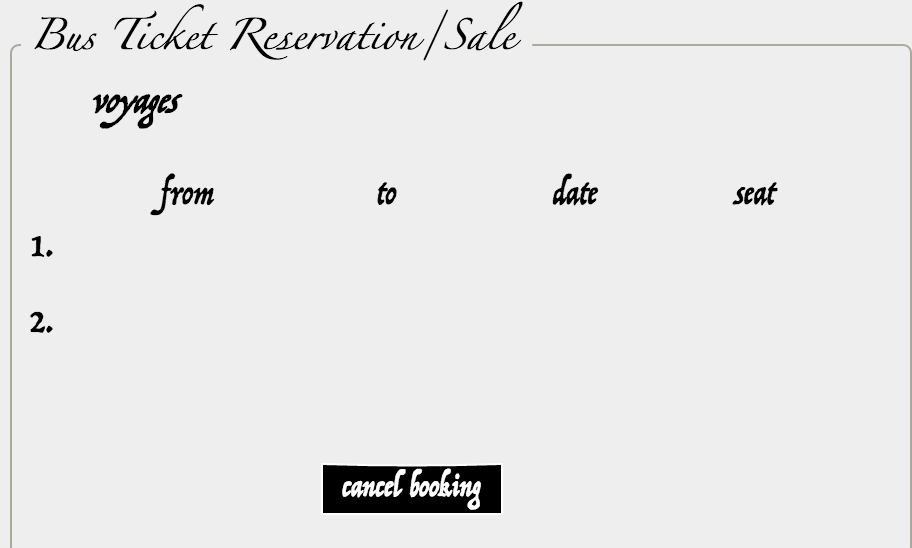 Bus Ticket Reservation/Sale
voyages
from to date seat
1.
2.
cancel booking